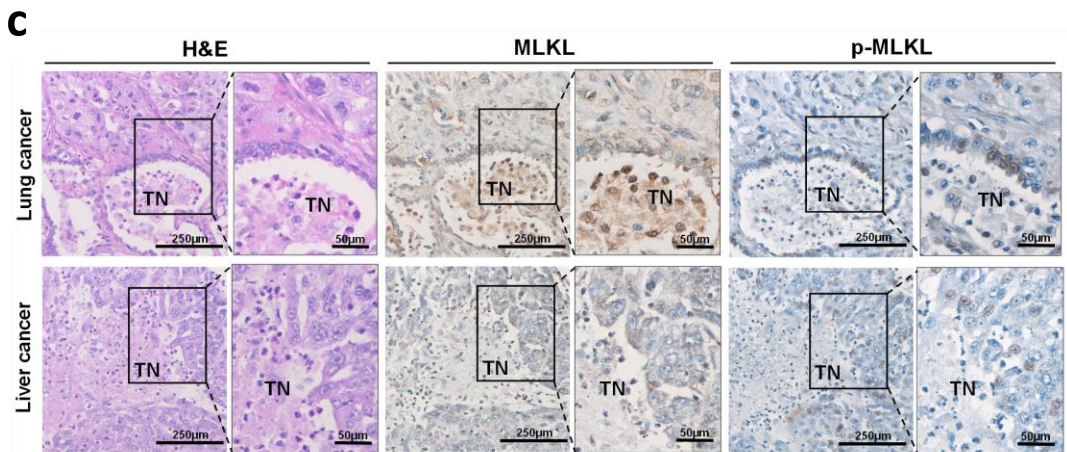 C
H&E MLKL p-MLKL
Lung cancer
TN TN TN TN TN TN
250μm 50μm 250μm 50μm 250μm 50μm
Liver cancer
TN TN TN TN TN TN
250μm 50μm 250μm 50μm 250μm 50μm